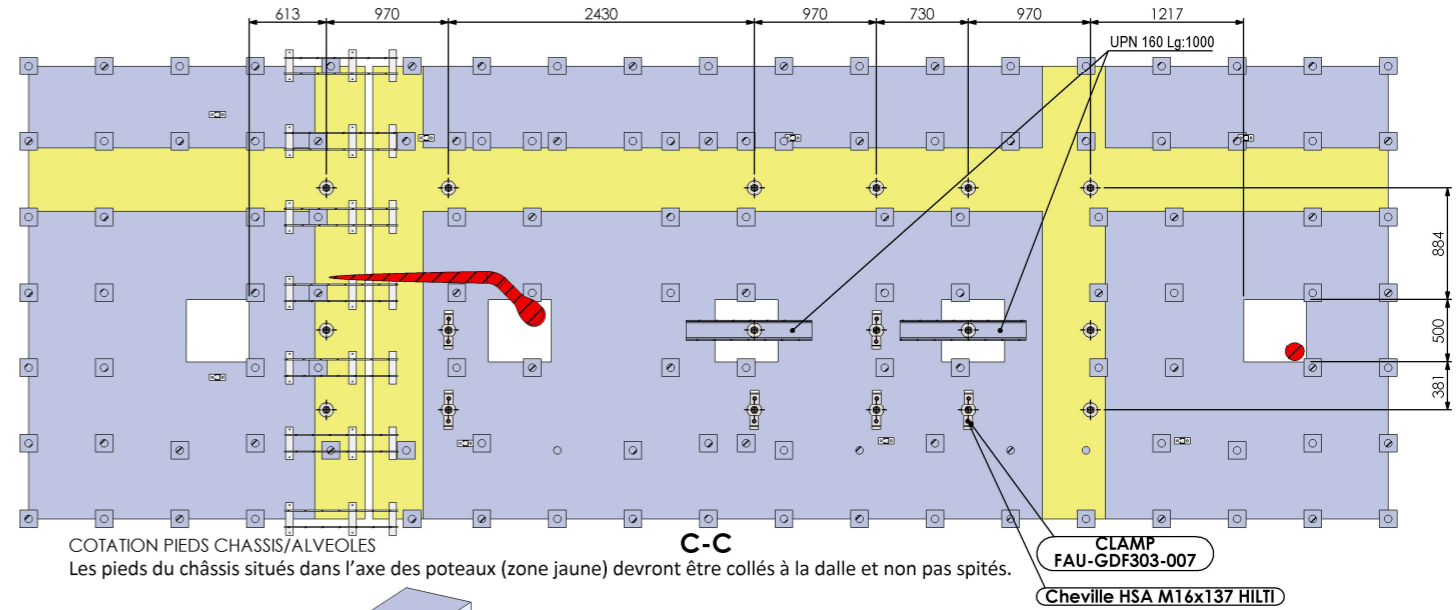 613 970 2430 970 730 970 1217
UPN 160 Lg:1000
884
500
381
COTATION PIEDS CHASSIS/ALVEOLES
C-C
Les pieds du châssis situés dans l’axe des poteaux (zone jaune) devront être collés à la dalle et non pas spités.
CLAMP
FAU-GDF303-007
Cheville HSA M16x137 HILTI